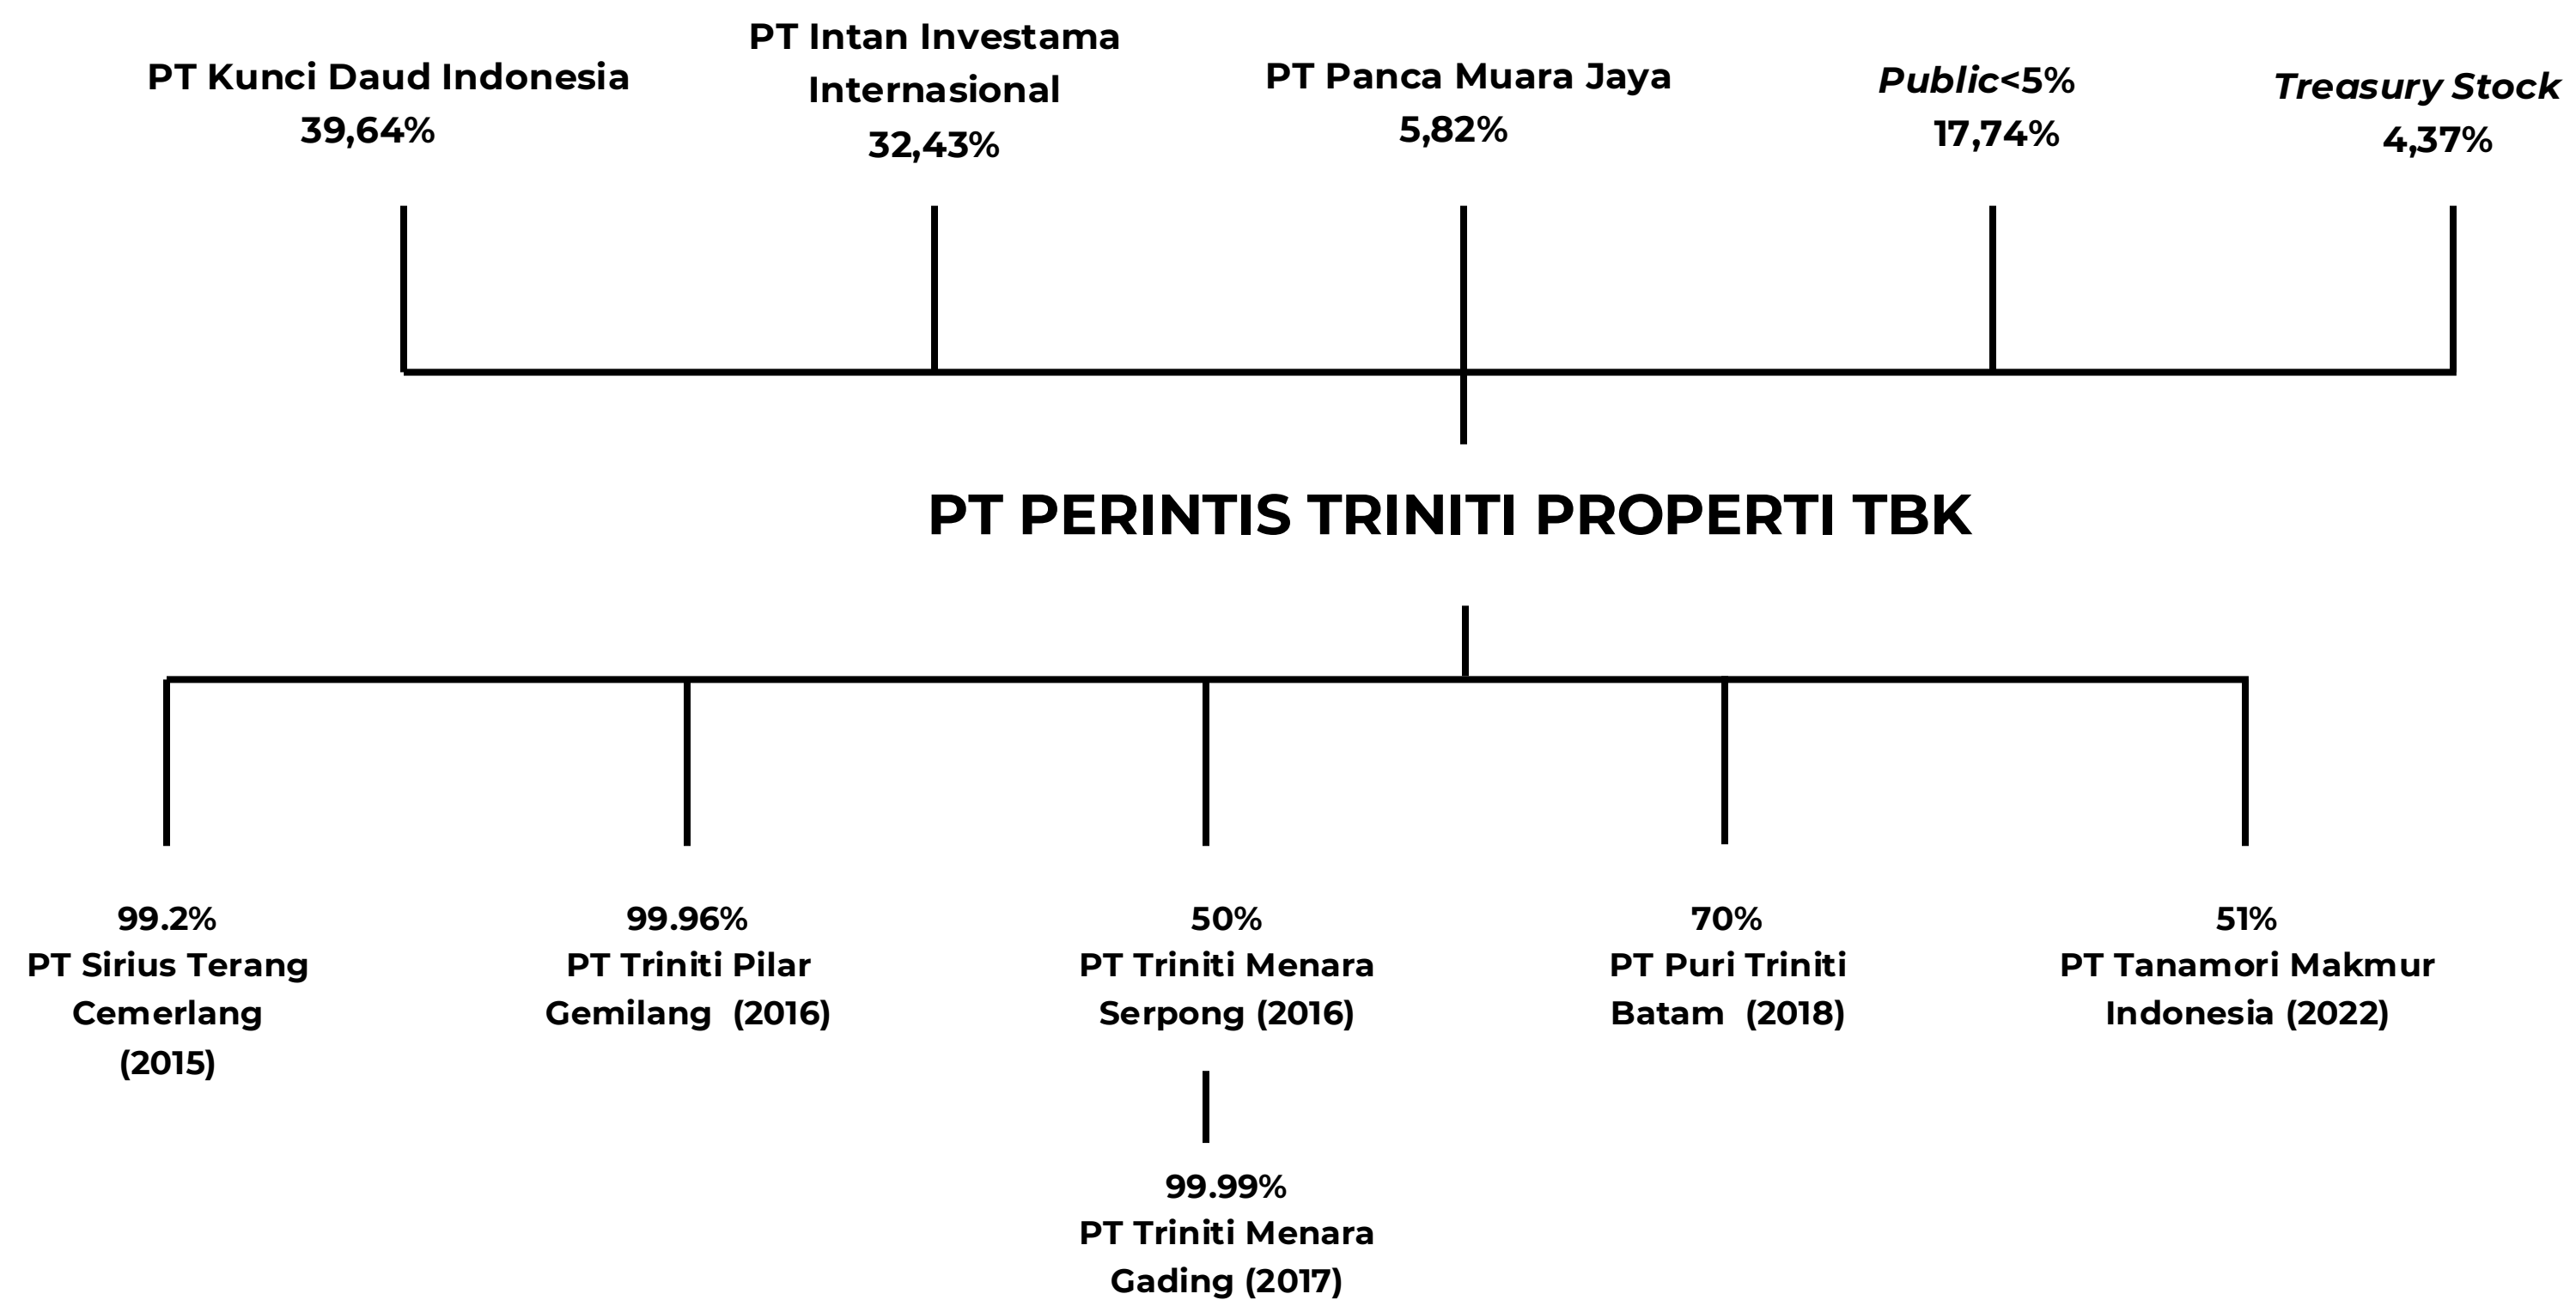 PT Kunci Daud Indonesia
39,64%
PT Intan Investama
Internasional
32,43%
PT Panca Muara Jaya
5,82%
Public<5%
17,74%
Treasury Stock
4,37%
PT PERINTIS TRINITI PROPERTI TBK
99.2%
PT Sirius Terang
Cemerlang
(2015)
99.96%
PT Triniti Pilar
Gemilang (2016)
50%
PT Triniti Menara
Serpong (2016)
70%
PT Puri Triniti
Batam (2018)
51%
PT Tanamori Makmur
Indonesia (2022)
99.99%
PT Triniti Menara
Gading (2017)